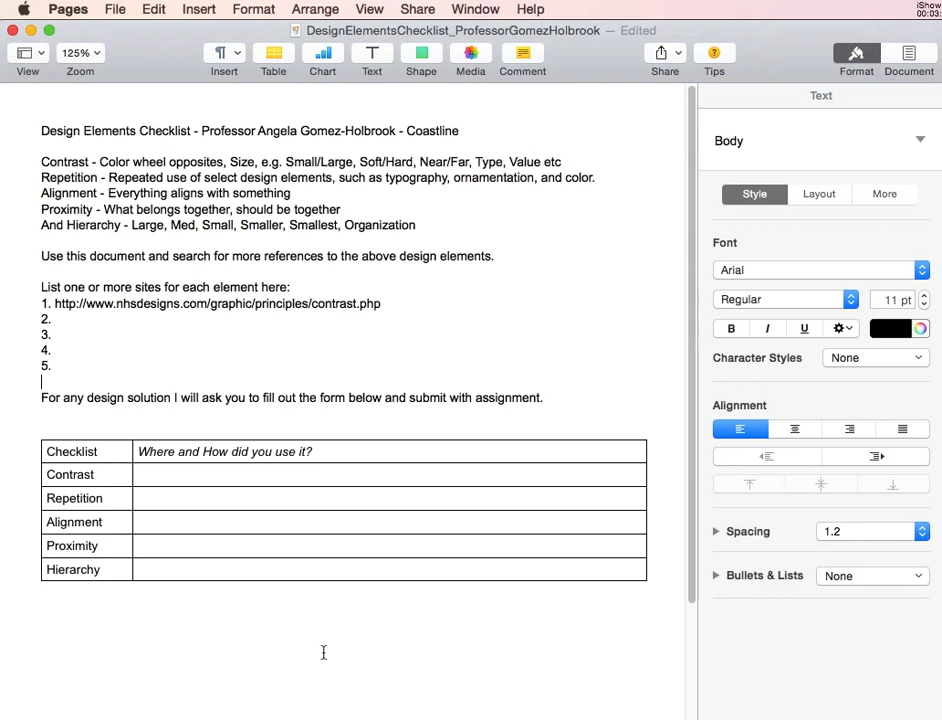 Pages File Edit Insert Format Arrange View Share Window Help
iShow
00:03:
DesignElementsChecklist_ProfessorGomezHolbrook — Edited
125%
View Zoom Insert Table Chart Text Shape Media Comment Share Tips Format Document
Design Elements Checklist - Professor Angela Gomez-Holbrook - Coastline
Contrast - Color wheel opposites, Size, e.g. Small/Large, Soft/Hard, Near/Far, Type, Value etc
Repetition - Repeated use of select design elements, such as typography, ornamentation, and color.
Alignment - Everything aligns with something
Proximity - What belongs together, should be together
And Hierarchy - Large, Med, Small, Smaller, Smallest, Organization
Use this document and search for more references to the above design elements.
List one or more sites for each element here:
1. http://www.nhsdesigns.com/graphic/principles/contrast.php
2.
3.
4.
5.
For any design solution I will ask you to fill out the form below and submit with assignment.
Checklist Where and How did you use it?
Contrast
Repetition
Alignment
Proximity
Hierarchy
Text
Body
Style Layout More
Font
Arial
Regular 11 pt
B I U
Character Styles None
Alignment
Spacing 1.2
Bullets & Lists None